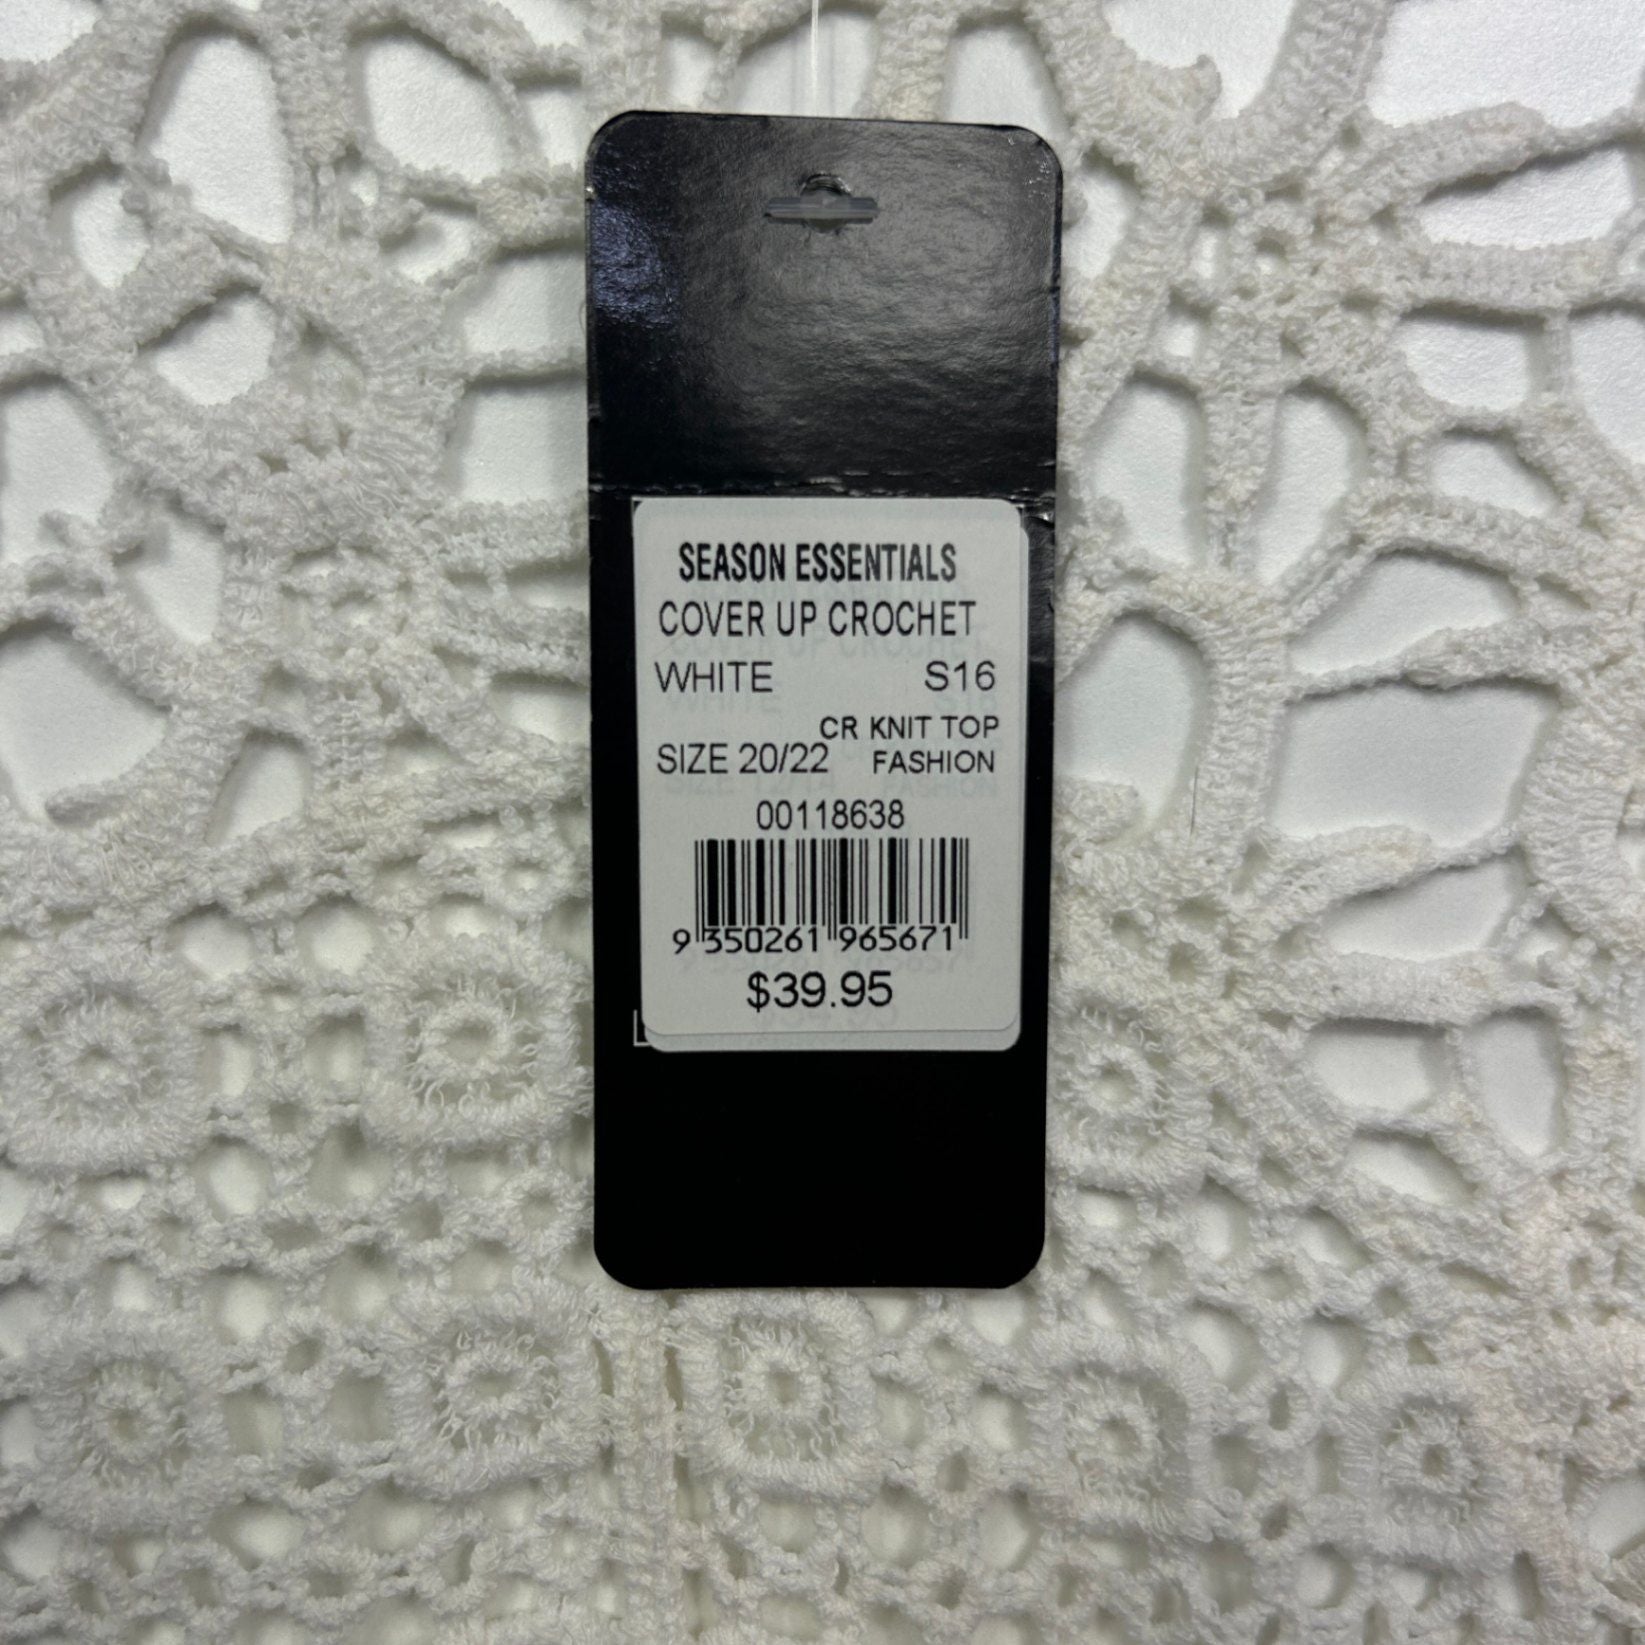 SEASON ESSENTIALS
COVER UP CROCHET
WHITE S16
CR KNIT TOP
SIZE 20/22 FASHION
00118638
9 350261 965671
$39.95